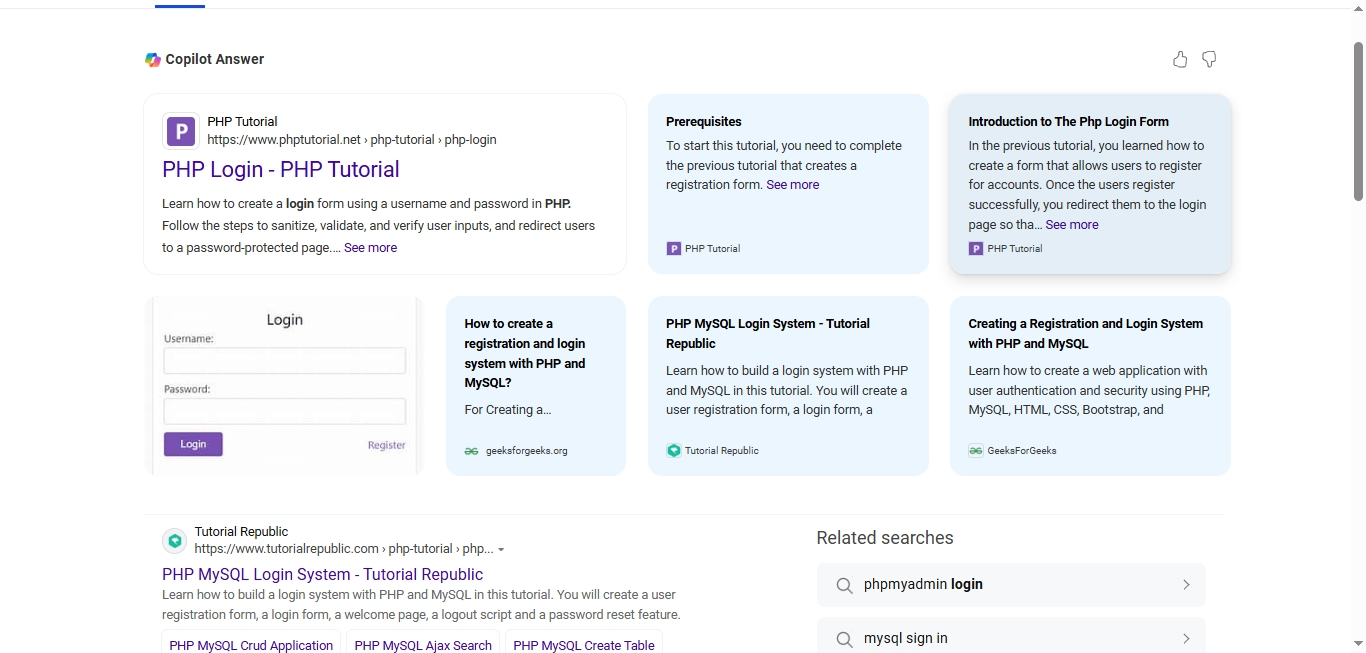 Copilot Answer
P
PHP Tutorial
https://www.phptutorial.net › php-tutorial › php-login
PHP Login - PHP Tutorial
Learn how to create a login form using a username and password in PHP.
Follow the steps to sanitize, validate, and verify user inputs, and redirect users
to a password-protected page.... See more
Prerequisites
To start this tutorial, you need to complete
the previous tutorial that creates a
registration form. See more
P PHP Tutorial
Introduction to The Php Login Form
In the previous tutorial, you learned how to
create a form that allows users to register
for accounts. Once the users register
successfully, you redirect them to the login
page so tha... See more
P PHP Tutorial
Login
Username:
Password:
Login
Register
How to create a
registration and login
system with PHP and
MySQL?
For Creating a...
geeksforgeeks.org
PHP MySQL Login System - Tutorial
Republic
Learn how to build a login system with PHP
and MySQL in this tutorial. You will create a
user registration form, a login form, a
Tutorial Republic
Creating a Registration and Login System
with PHP and MySQL
Learn how to create a web application with
user authentication and security using PHP,
MySQL, HTML, CSS, Bootstrap, and
GeeksForGeeks
Tutorial Republic
https://www.tutorialrepublic.com › php-tutorial › php...
PHP MySQL Login System - Tutorial Republic
Learn how to build a login system with PHP and MySQL in this tutorial. You will create a user
registration form, a login form, a welcome page, a logout script and a password reset feature.
PHP MySQL Crud Application
PHP MySQL Ajax Search
PHP MySQL Create Table
Related searches
phpmyadmin login
mysql sign in